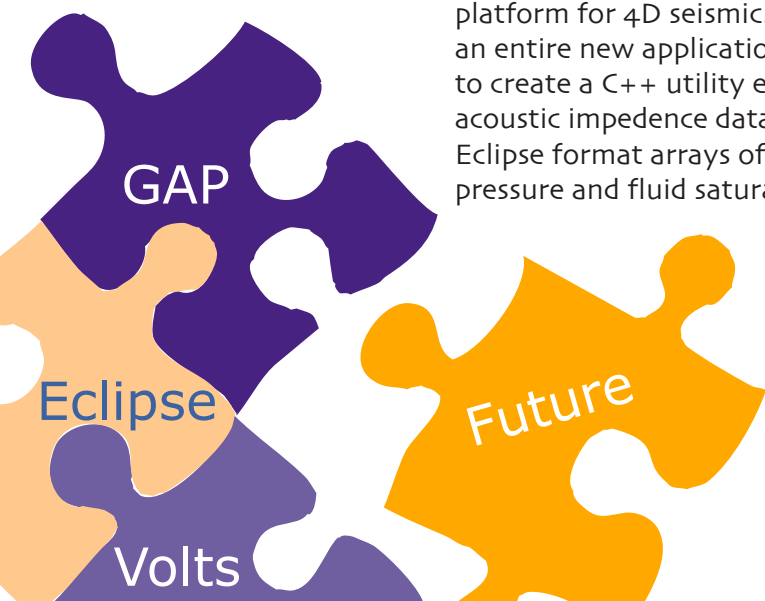 platform for 4D seismic
an entire new applicatio
to create a C++ utility e
acoustic impedence data
Eclipse format arrays of
pressure and fluid satura
GAP
Eclipse
Future
Volts